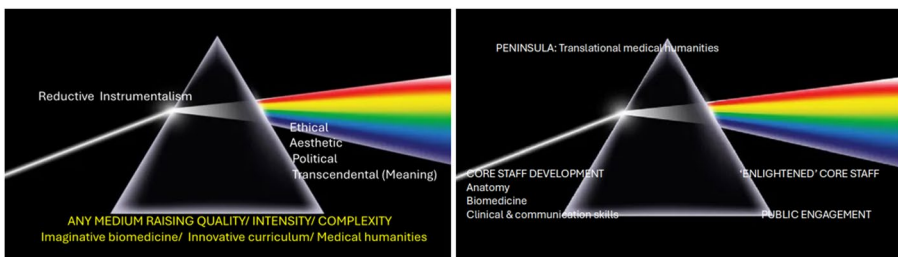 Reductive Instrumentalism
Ethical
Aesthetic
Political
Transcendental (Meaning)
ANY MEDIUM RAISING QUALITY/ INTENSITY/ COMPLEXITY
Imaginative biomedicine/ Innovative curriculum/ Medical humanities
PENINSULA: Translational medical humanities
CORE STAFF DEVELOPMENT
Anatomy
Biomedicine
Clinical & communication skills
‘ENLIGHTENED’ CORE STAFF
PUBLIC ENGAGEMENT